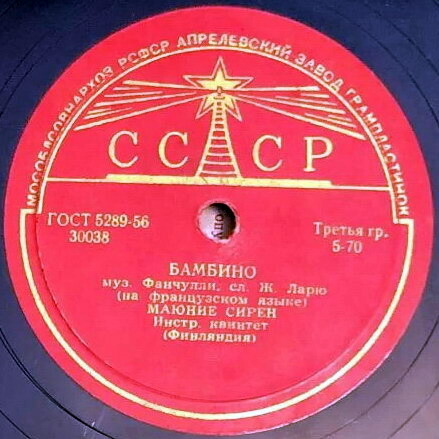 МОСОБЛСОВНАРХОЗ РСФСР АПРЕЛЕВСКИЙ ЗАВОД ГРАМПЛАСТИНОК
СССР
ГОСТ 5289-56
30038
Третья гр.
5-70
БАМБИНО
муз. Фанчулли, сл. Ж. Ларю
(на французском языке)
МАЮНИЕ СИРЕН
Инстр. квинтет
(Финляндия)